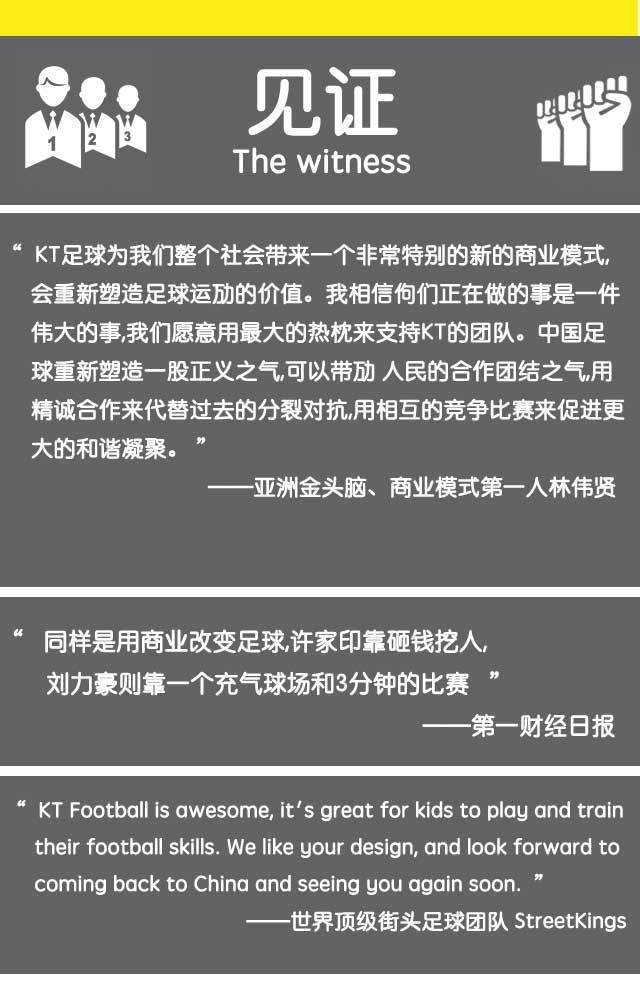 见证
The witness
1 2 3
“ KT足球为我们整个社会带来一个非常特别的新的商业模式,
会重新塑造足球运动的价值。我相信你们正在做的事是一件
伟大的事,我们愿意用最大的热忱来支持KT的团队。中国足
球重新塑造一股正义之气,可以带动 人民的合作团结之气,用
精诚合作来代替过去的分裂对抗,用相互的竞争比赛来促进更
大的和谐凝聚。 ”
——亚洲金头脑、商业模式第一人林伟贤
“ 同样是用商业改变足球,许家印靠砸钱挖人,
刘力豪则靠一个充气球场和3分钟的比赛 ”
——第一财经日报
“ KT Football is awesome, it's great for kids to play and train
their football skills. We like your design, and look forward to
coming back to China and seeing you again soon. ”
——世界顶级街头足球团队 StreetKings